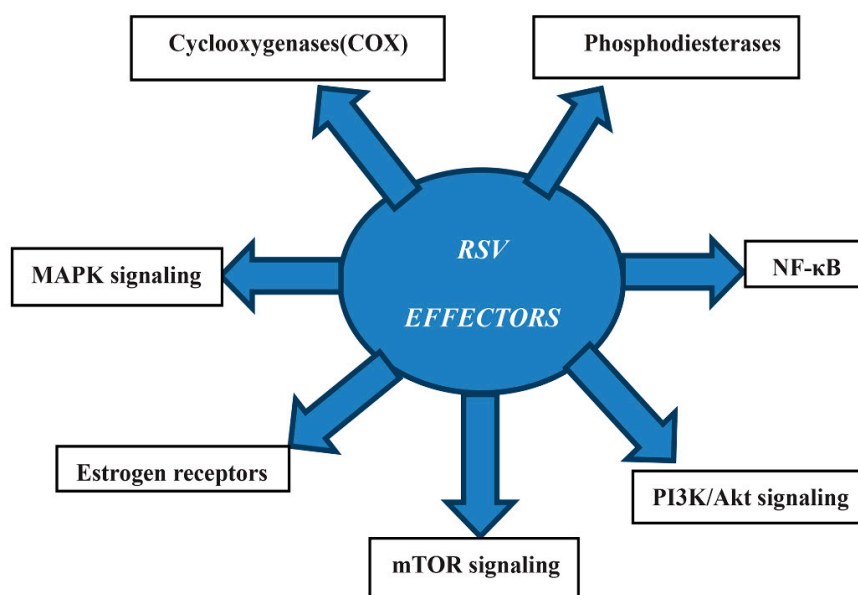 Cyclooxygenases(COX)
Phosphodiesterases
RSV
EFFECTORS
MAPK signaling
NF-κB
Estrogen receptors
PI3K/Akt signaling
mTOR signaling